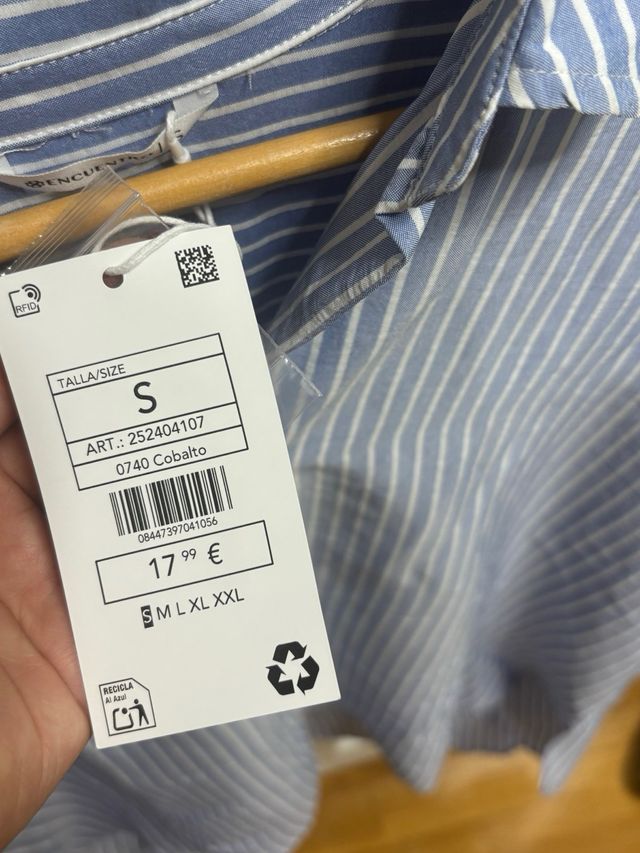 ENCUENTRO
RFID
TALLA/SIZE
S
ART.: 252404107
0740 Cobalto
08447397041056
17 99 €
S M L XL XXL
RECICLA
Al Azul